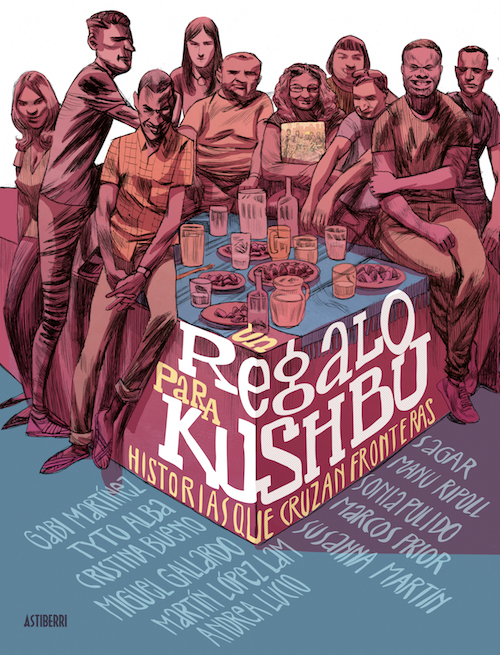 un
Regalo
PARA
KUSHBU
HISTORIAS QUE CRUZAN FRONTERAS
GABI MARTÍNEZ
TYTO ALBA
CRISTINA BUENO
MIGUEL GALLARDO
MARTÍN LÓPEZ LAM
ANDREA LUCIO
SAGAR
MANU RIPOLL
SONIA PULIDO
MARCOS PRIOR
SUSANNA MARTÍN
ASTIBERRI